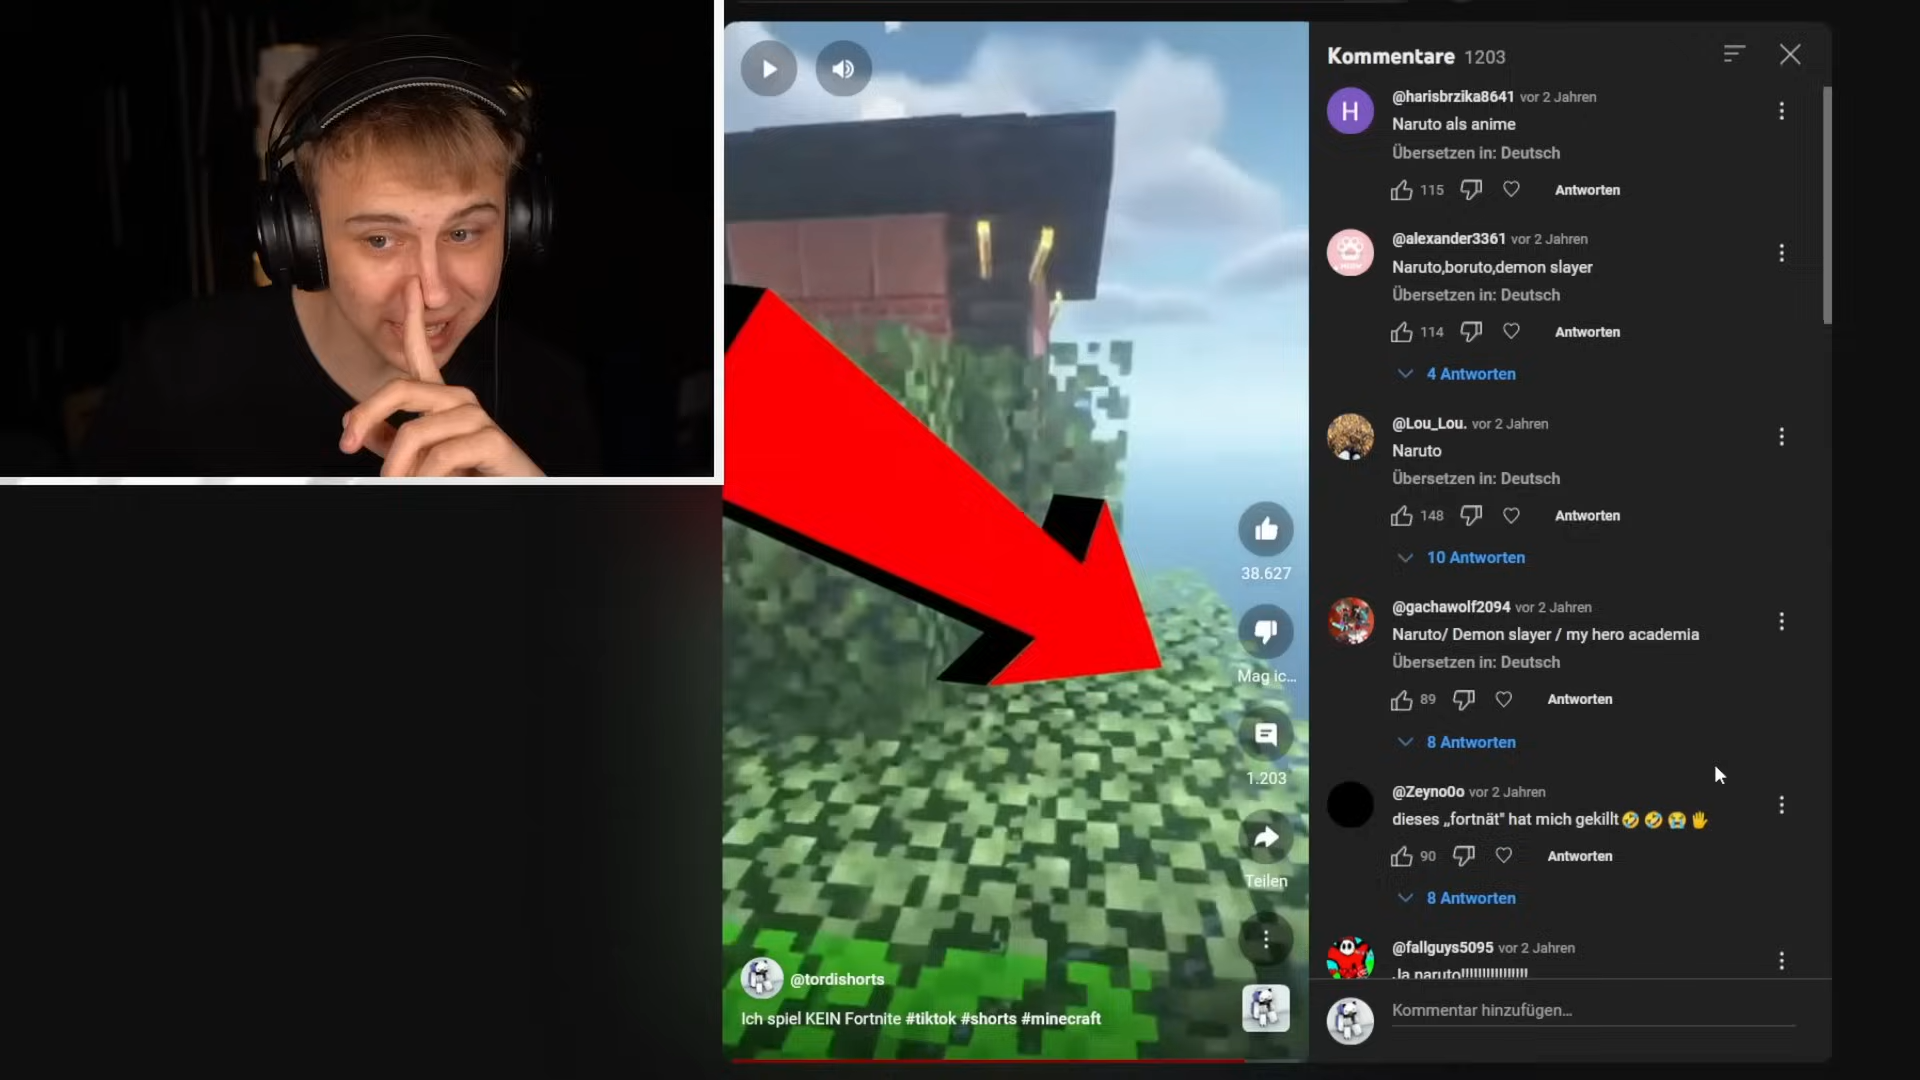 Kommentare 1203
@harisbrzika8641 vor 2 Jahren
Naruto als anime
Übersetzen in: Deutsch
115 Antworten
@alexander3361 vor 2 Jahren
Naruto,boruto,demon slayer
Übersetzen in: Deutsch
114 Antworten
4 Antworten
@Lou_Lou. vor 2 Jahren
Naruto
Übersetzen in: Deutsch
148 Antworten
10 Antworten
@gachawolf2094 vor 2 Jahren
Naruto/ Demon slayer / my hero academia
Übersetzen in: Deutsch
89 Antworten
8 Antworten
@Zeyno0o vor 2 Jahren
dieses „fortnät" hat mich gekillt🤣🤣😭🖐
90 Antworten
8 Antworten
@fallguys5095 vor 2 Jahren
Ja naruto!!!!!!!!!!!!!!!!
Kommentar hinzufügen...
38.627
Mag ic...
1.203
Teilen
@tordishorts
Ich spiel KEIN Fortnite #tiktok #shorts #minecraft
H